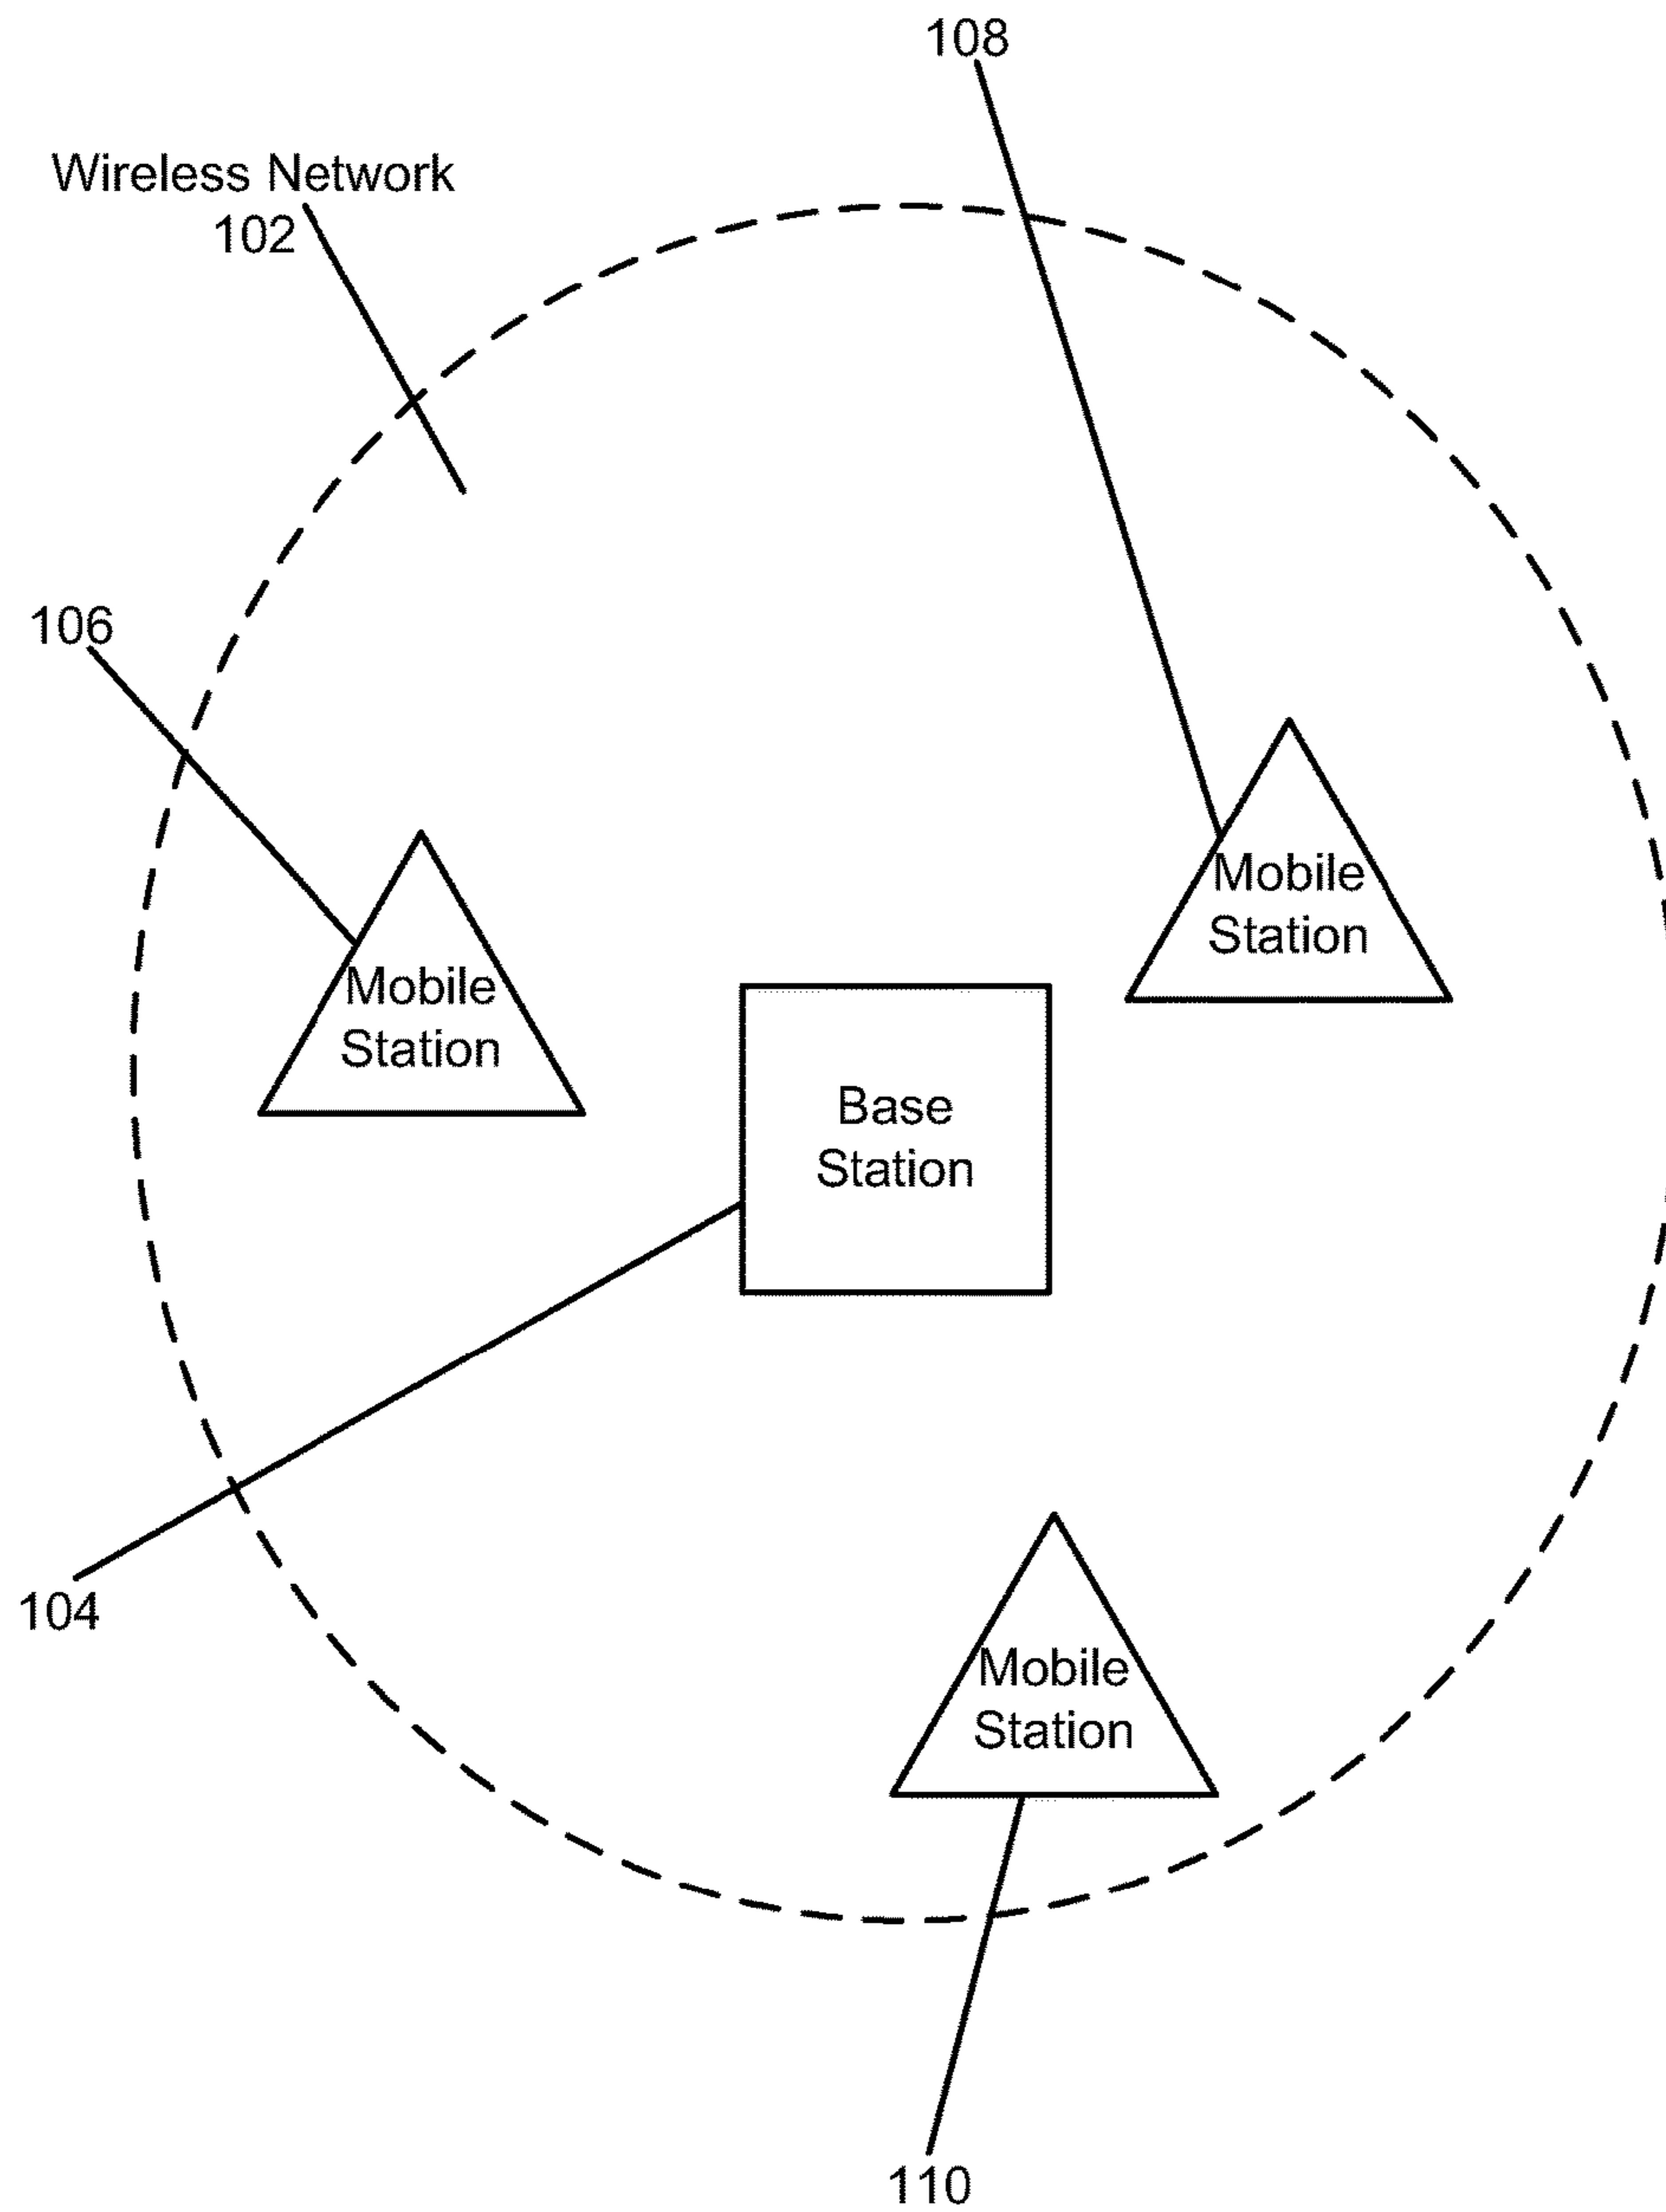 108
Wireless Network
102
106
Mobile
Station
Mobile
Station
Base
Station
104
Mobile
Station
110